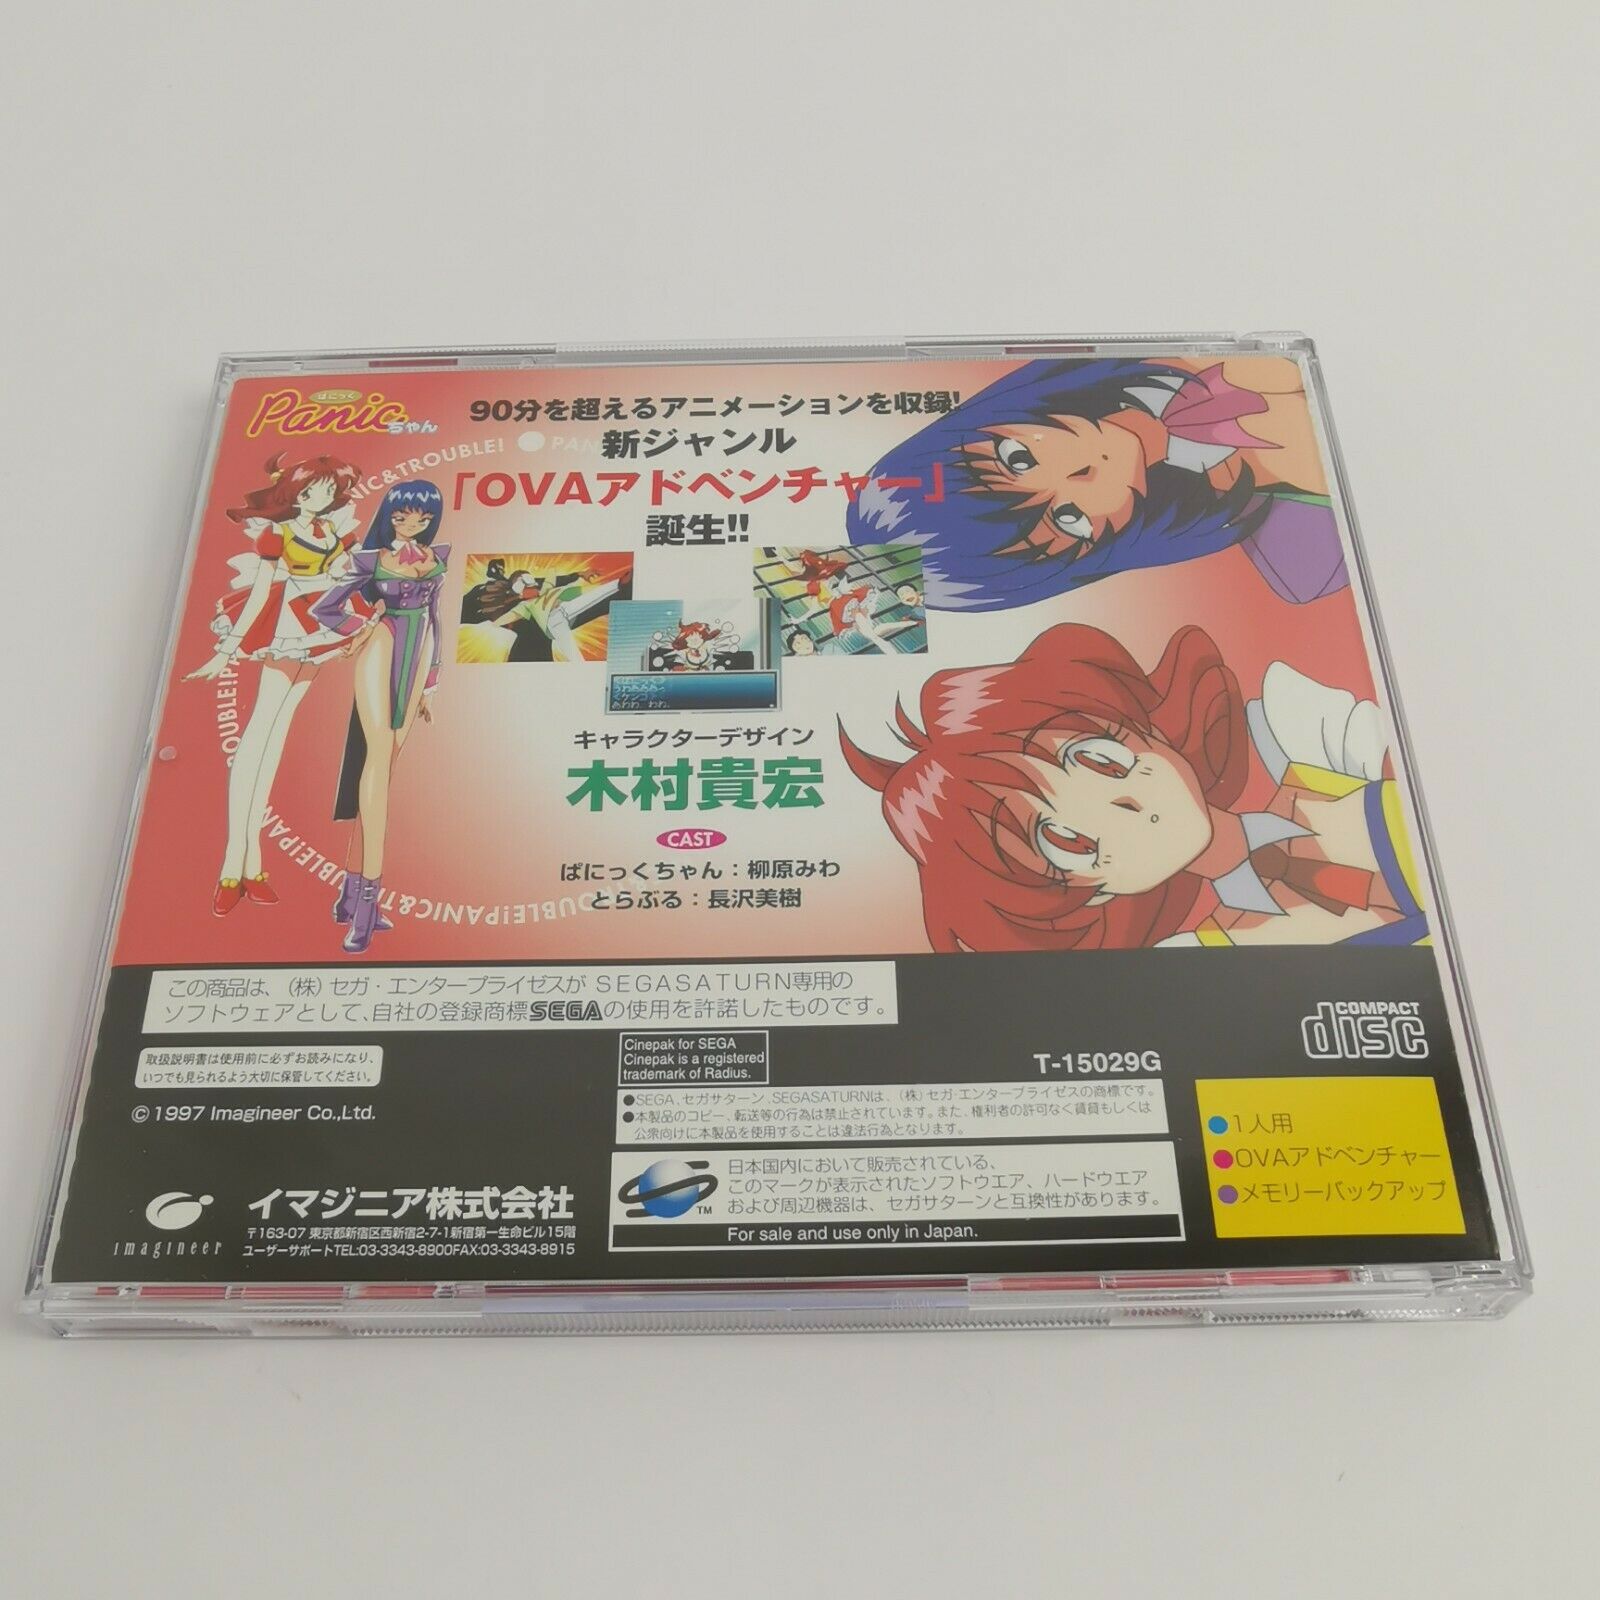 ぱにっく
Panicちゃん
90分を超えるアニメーションを収録!
新ジャンル
「OVAアドベンチャー」
誕生!!
NIC&TROUBLE! ● PAN
ROUBLE!PA
UBLE!PANIC&T
ROUBLE!PAN
キャラクターデザイン
木村貴宏
CAST
ぱにっくちゃん：柳原みわ
とらぶる：長沢美樹
この商品は、（株）セガ・エンタープライゼスがSEGASATURN専用の
ソフトウェアとして、自社の登録商標SEGAの使用を許諾したものです。
取扱説明書は使用前に必ずお読みになり、
いつでも見られるよう大切に保管してください。
© 1997 Imagineer Co.,Ltd.
Cinepak for SEGA
Cinepak is a registered
trademark of Radius.
T-15029G
COMPACT
disc
●SEGA、セガサターン、SEGASATURNは、（株）セガ・エンタープライゼスの商標です。
●本製品のコピー、転送等の行為は禁止されています。また、権利者の許可なく賃貸もしくは
公衆向けに本製品を使用することは違法行為となります。
日本国内において販売されている、
このマークが表示されたソフトウエア、ハードウエア
および周辺機器は、セガサターンと互換性があります。
TM
For sale and use only in Japan.
●1人用
●OVAアドベンチャー
●メモリーバックアップ
imagineer
イマジニア株式会社
〒163-07 東京都新宿区西新宿2-7-1新宿第一生命ビル15階
ユーザーサポートTEL:03-3343-8900FAX:03-3343-8915